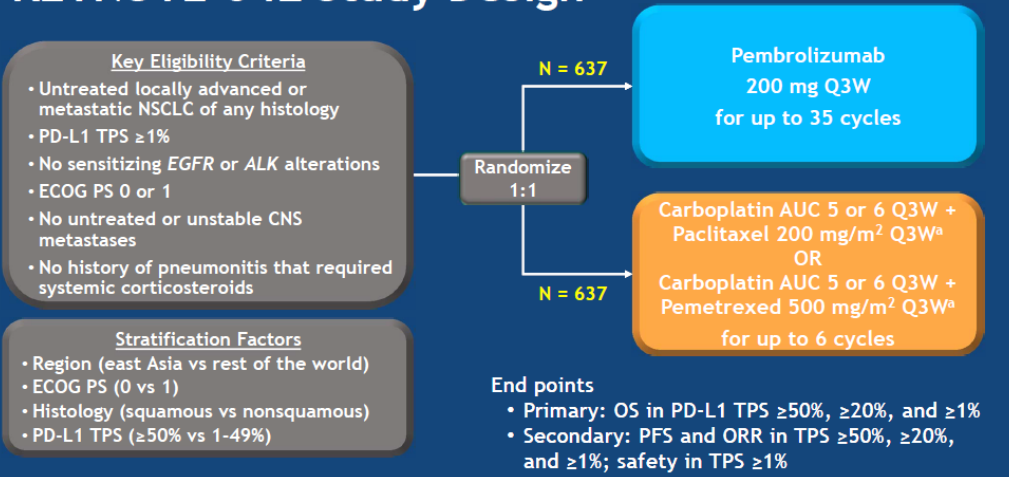 KEYNOTE-042 Study Design
Key Eligibility Criteria
• Untreated locally advanced or
metastatic NSCLC of any histology
• PD-L1 TPS ≥1%
• No sensitizing EGFR or ALK alterations
• ECOG PS 0 or 1
• No untreated or unstable CNS
metastases
• No history of pneumonitis that required
systemic corticosteroids
Stratification Factors
• Region (east Asia vs rest of the world)
• ECOG PS (0 vs 1)
• Histology (squamous vs nonsquamous)
• PD-L1 TPS (≥50% vs 1–49%)
Randomize
1:1
N = 637
Pembrolizumab
200 mg Q3W
for up to 35 cycles
N = 637
Carboplatin AUC 5 or 6 Q3W +
Paclitaxel 200 mg/m² Q3Wᵃ
OR
Carboplatin AUC 5 or 6 Q3W +
Pemetrexed 500 mg/m² Q3Wᵃ
for up to 6 cycles
End points
• Primary: OS in PD-L1 TPS ≥50%, ≥20%, and ≥1%
• Secondary: PFS and ORR in TPS ≥50%, ≥20%,
and ≥1%; safety in TPS ≥1%